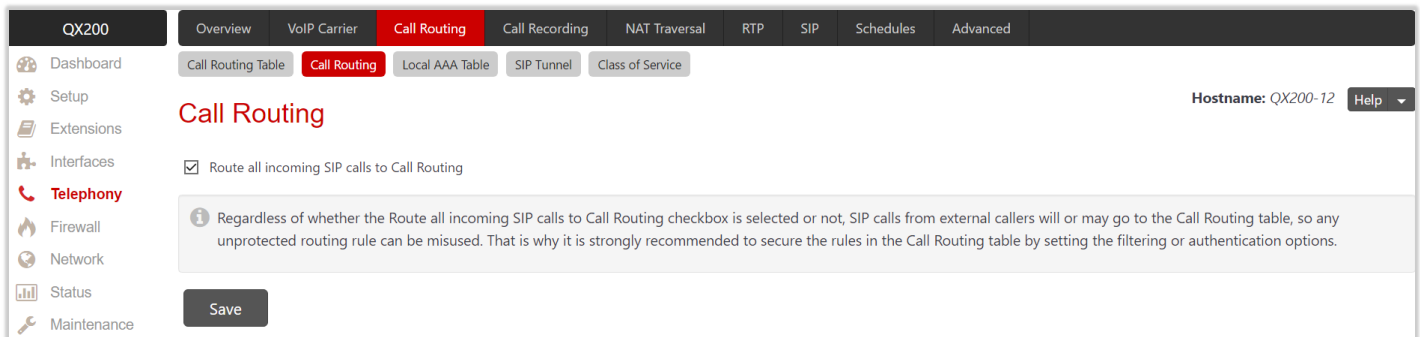 QX200
Overview VoIP Carrier Call Routing Call Recording NAT Traversal RTP SIP Schedules Advanced
Dashboard
Setup
Extensions
Interfaces
Telephony
Firewall
Network
Status
Maintenance
Call Routing Table Call Routing Local AAA Table SIP Tunnel Class of Service
Hostname: QX200-12 Help
Call Routing
Route all incoming SIP calls to Call Routing
Regardless of whether the Route all incoming SIP calls to Call Routing checkbox is selected or not, SIP calls from external callers will or may go to the Call Routing table, so any
unprotected routing rule can be misused. That is why it is strongly recommended to secure the rules in the Call Routing table by setting the filtering or authentication options.
Save